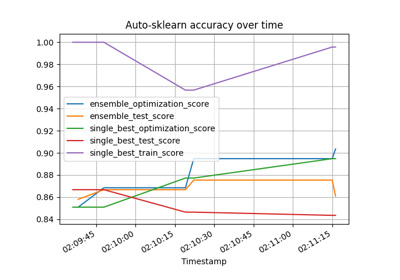 Auto-sklearn accuracy over time
1.00
0.98
0.96
0.94
0.92
0.90
0.88
0.86
0.84
ensemble_optimization_score
ensemble_test_score
single_best_optimization_score
single_best_test_score
single_best_train_score
02:09:45
02:10:00
02:10:15
02:10:30
02:10:45
02:11:00
02:11:15
Timestamp